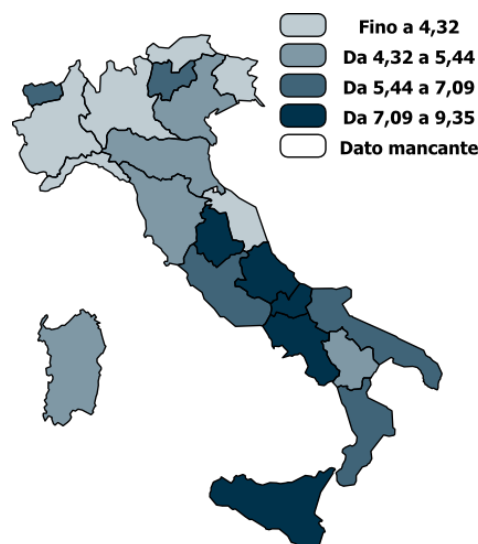 Fino a 4,32
Da 4,32 a 5,44
Da 5,44 a 7,09
Da 7,09 a 9,35
Dato mancante